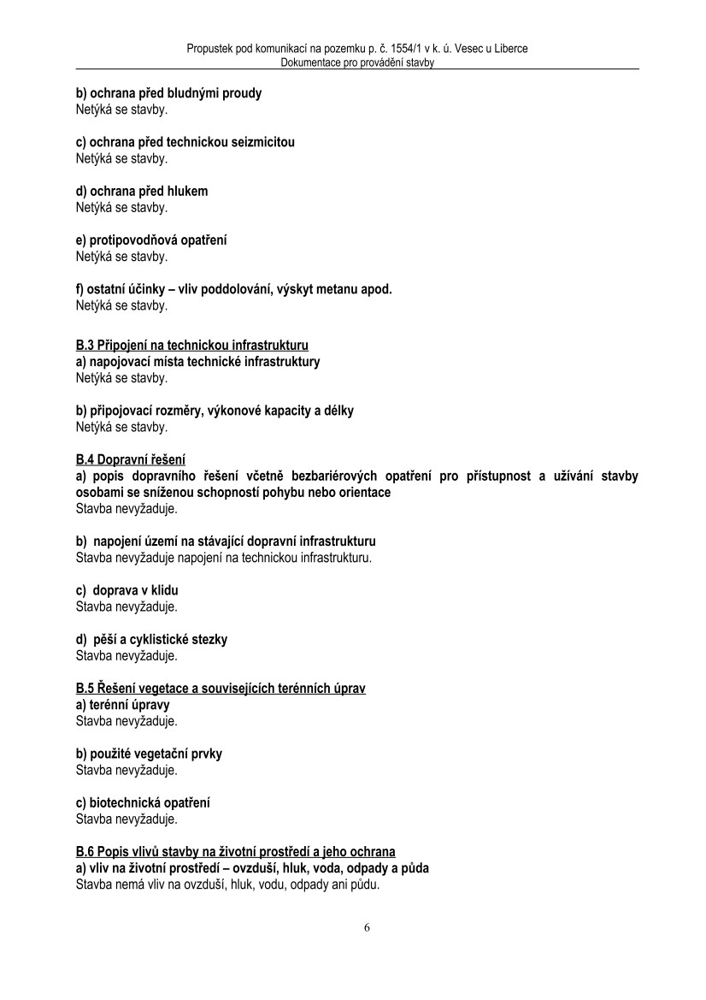 Propustek pod komunikací na pozemku p. č. 1554/1 v k. ú. Vesec u Liberce
Dokumentace pro provádění stavby
b) ochrana před bludnými proudy
Netýká se stavby.
c) ochrana před technickou seizmicitou
Netýká se stavby.
d) ochrana před hlukem
Netýká se stavby.
e) protipovodňová opatření
Netýká se stavby.
f) ostatní účinky – vliv poddolování, výskyt metanu apod.
Netýká se stavby.
B.3 Připojení na technickou infrastrukturu
a) napojovací místa technické infrastruktury
Netýká se stavby.
b) připojovací rozměry, výkonové kapacity a délky
Netýká se stavby.
B.4 Dopravní řešení
a) popis dopravního řešení včetně bezbariérových opatření pro přístupnost a užívání stavby
osobami se sníženou schopností pohybu nebo orientace
Stavba nevyžaduje.
b) napojení území na stávající dopravní infrastrukturu
Stavba nevyžaduje napojení na technickou infrastrukturu.
c) doprava v klidu
Stavba nevyžaduje.
d) pěší a cyklistické stezky
Stavba nevyžaduje.
B.5 Řešení vegetace a souvisejících terénních úprav
a) terénní úpravy
Stavba nevyžaduje.
b) použité vegetační prvky
Stavba nevyžaduje.
c) biotechnická opatření
Stavba nevyžaduje.
B.6 Popis vlivů stavby na životní prostředí a jeho ochrana
a) vliv na životní prostředí – ovzduší, hluk, voda, odpady a půda
Stavba nemá vliv na ovzduší, hluk, vodu, odpady ani půdu.
6